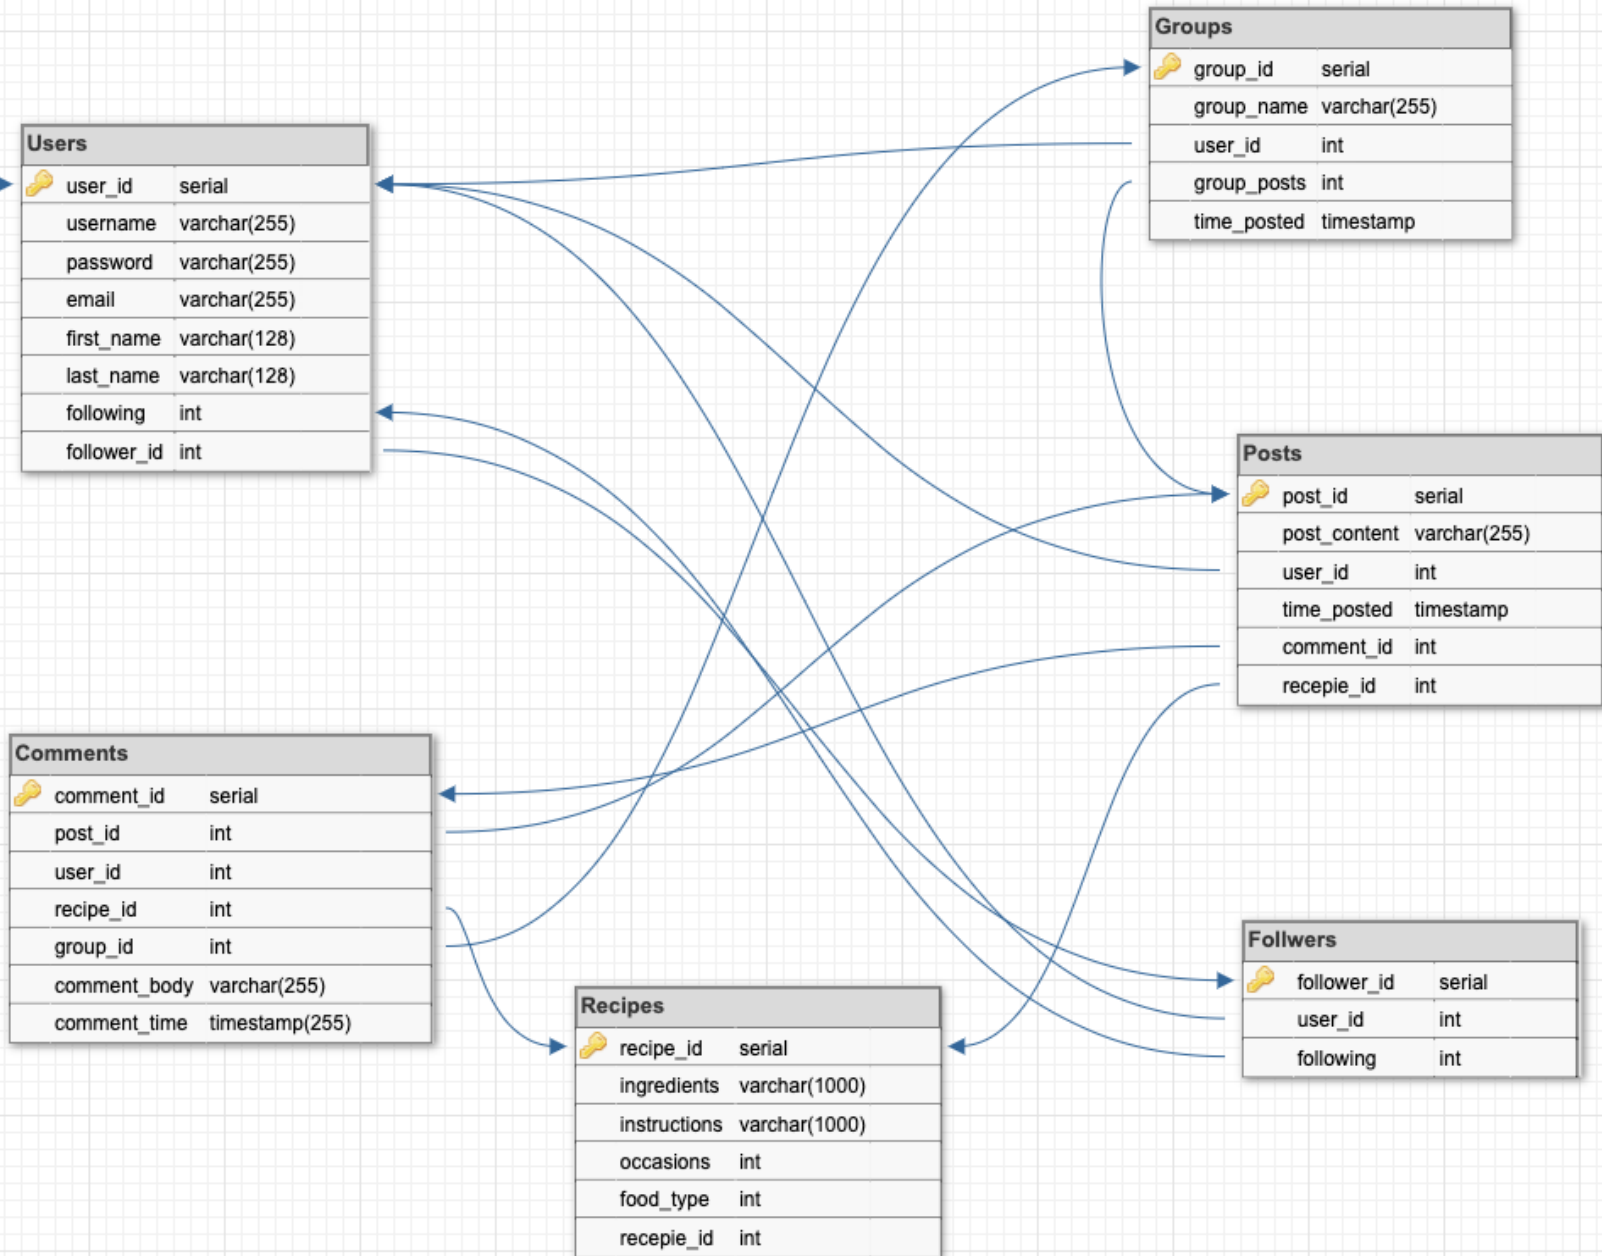 Groups
group_id serial
group_name varchar(255)
user_id int
group_posts int
time_posted timestamp
Users
user_id serial
username varchar(255)
password varchar(255)
email varchar(255)
first_name varchar(128)
last_name varchar(128)
following int
follower_id int
Posts
post_id serial
post_content varchar(255)
user_id int
time_posted timestamp
comment_id int
recepie_id int
Comments
comment_id serial
post_id int
user_id int
recipe_id int
group_id int
comment_body varchar(255)
comment_time timestamp(255)
Follwers
follower_id serial
user_id int
following int
Recipes
recipe_id serial
ingredients varchar(1000)
instructions varchar(1000)
occasions int
food_type int
recepie_id int